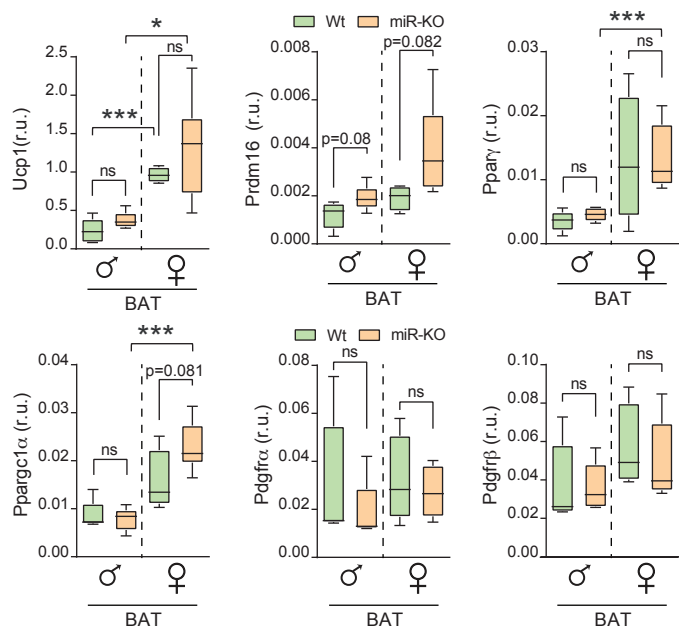 Wt miR-KO
*
ns
***
ns
Ucp1(r.u.)
2.5
2.0
1.5
1.0
0.5
0.0
♂ ♀
BAT
p=0.082
p=0.08
Prdm16 (r.u.)
0.008
0.006
0.004
0.002
0.000
♂ ♀
BAT
***
ns
ns
Pparγ (r.u.)
0.03
0.02
0.01
0.00
♂ ♀
BAT
Wt miR-KO
***
p=0.081
ns
Ppargc1α (r.u.)
0.04
0.03
0.02
0.01
0.00
♂ ♀
BAT
ns
ns
Pdgfrα (r.u.)
0.08
0.06
0.04
0.02
0.00
♂ ♀
BAT
ns
ns
Pdgfrβ (r.u.)
0.10
0.08
0.06
0.04
0.02
0.00
♂ ♀
BAT